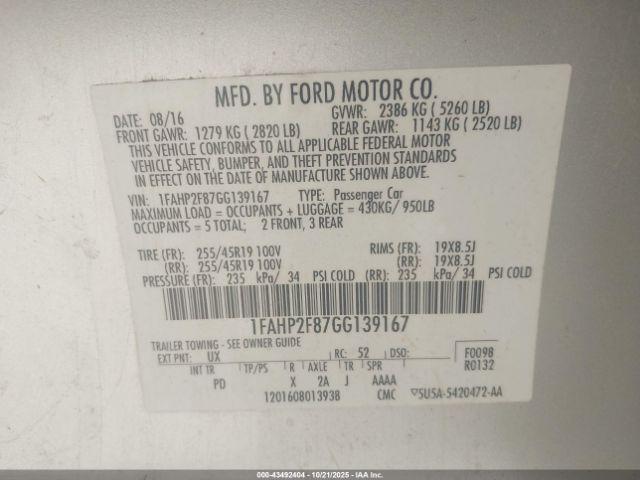 MFD. BY FORD MOTOR CO.
DATE: 08/16 GVWR: 2386 KG (5260 LB)
FRONT GAWR: 1279 KG (2820 LB) REAR GAWR: 1143 KG (2520 LB)
THIS VEHICLE CONFORMS TO ALL APPLICABLE FEDERAL MOTOR
VEHICLE SAFETY, BUMPER, AND THEFT PREVENTION STANDARDS
IN EFFECT ON THE DATE OF MANUFACTURE SHOWN ABOVE.
VIN: 1FAHP2F87GG139167 TYPE: Passenger Car
MAXIMUM LOAD = OCCUPANTS + LUGGAGE = 430KG/950LB
OCCUPANTS = 5 TOTAL; 2 FRONT, 3 REAR
TIRE (FR): 255/45R19 100V RIMS (FR): 19X8.5J
(RR): 255/45R19 100V (RR): 19X8.5J
PRESSURE (FR): 235 kPa/ 34 PSI COLD (RR): 235 kPa/ 34 PSI COLD
1FAHP2F87GG139167
TRAILER TOWING - SEE OWNER GUIDE
EXT PNT: UX RC: 52 DSO: F0098
R0132
INT TR TP/PS R AXLE TR SPR
PD X 2A J AAAA
1201608013938 CMC ▽5U5A-5420472-AA
000-43492404 - 10/21/2025 - iaai.com